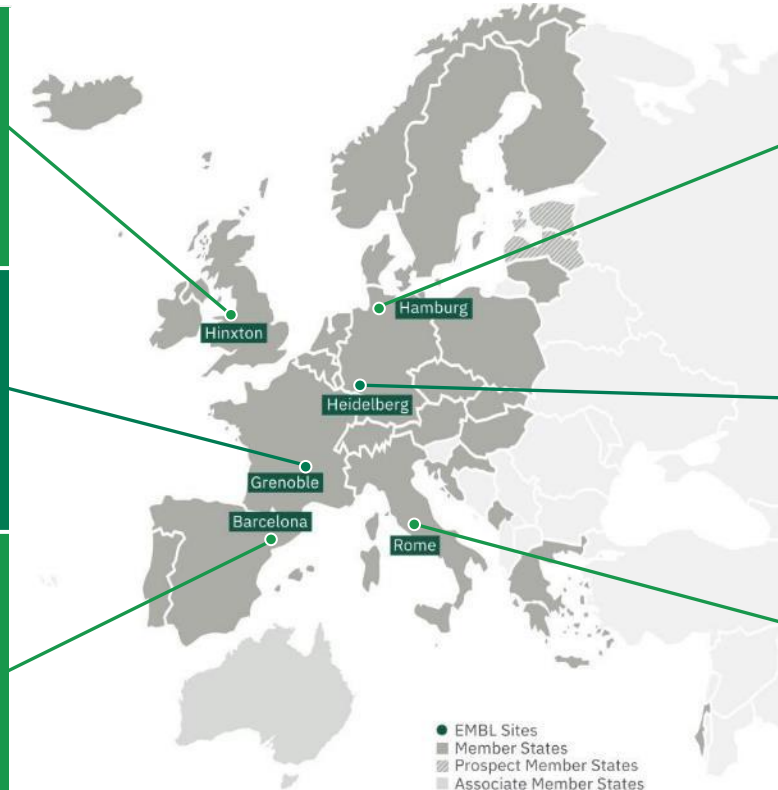 Hamburg
Hinxton
Heidelberg
Grenoble
Barcelona
Rome
EMBL Sites
Member States
Prospect Member States
Associate Member States